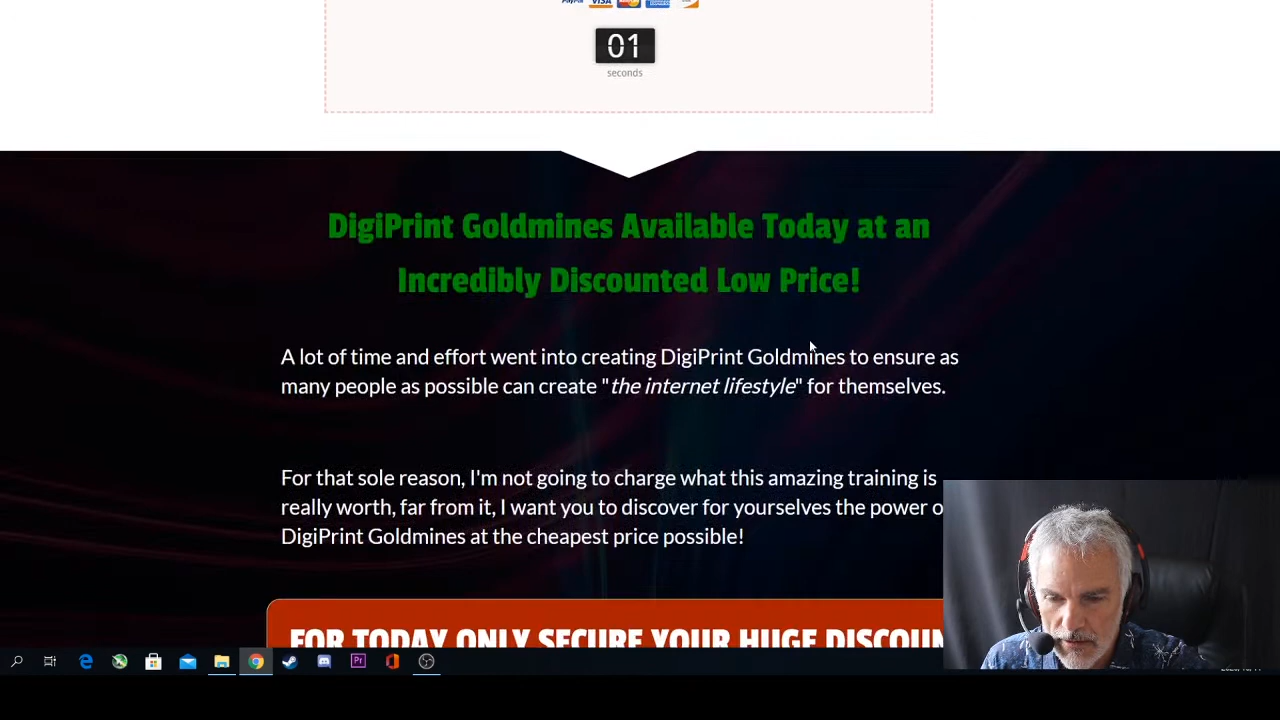 PayPal VISA
01
seconds
DigiPrint Goldmines Available Today at an
Incredibly Discounted Low Price!
A lot of time and effort went into creating DigiPrint Goldmines to ensure as
many people as possible can create "the internet lifestyle" for themselves.
For that sole reason, I'm not going to charge what this amazing training is
really worth, far from it, I want you to discover for yourselves the power o
DigiPrint Goldmines at the cheapest price possible!
FOR TODAY ONLY SECURE YOUR HUGE DISCOUN
Pr